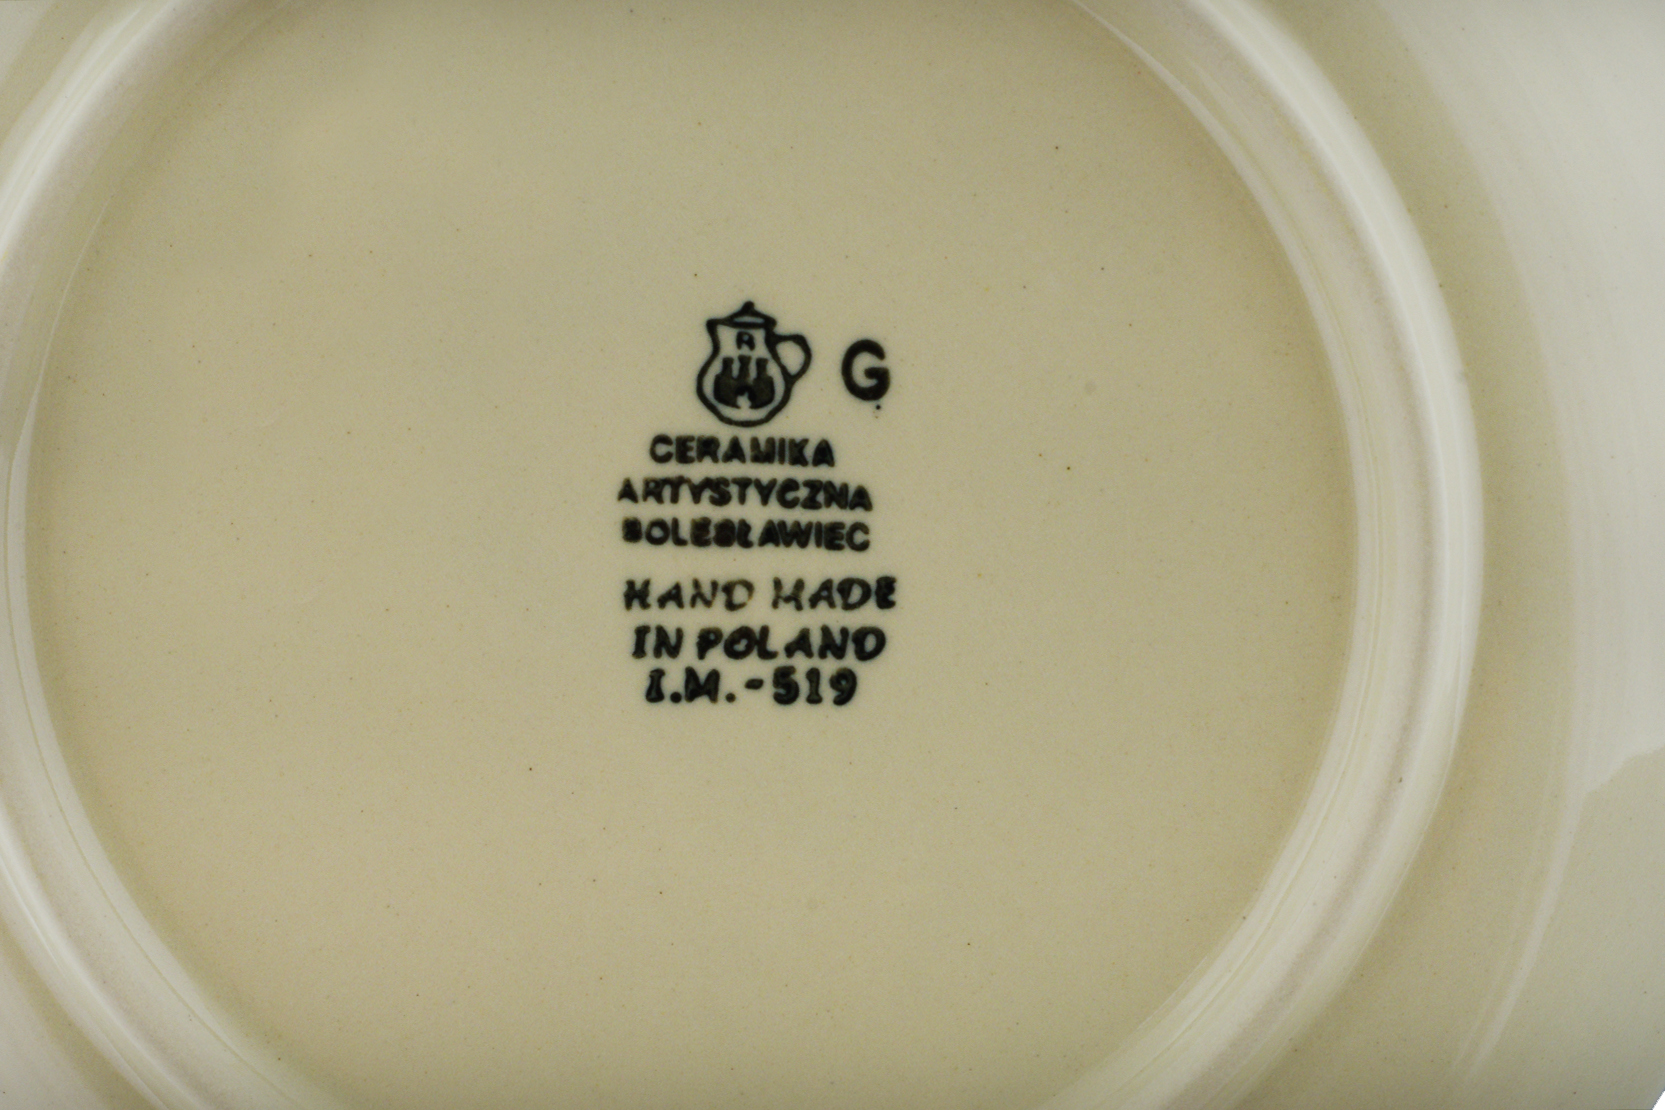 R
G
CERAMIKA
ARTYSTYCZNA
BOLESŁAWIEC
HAND MADE
IN POLAND
I.M.-519